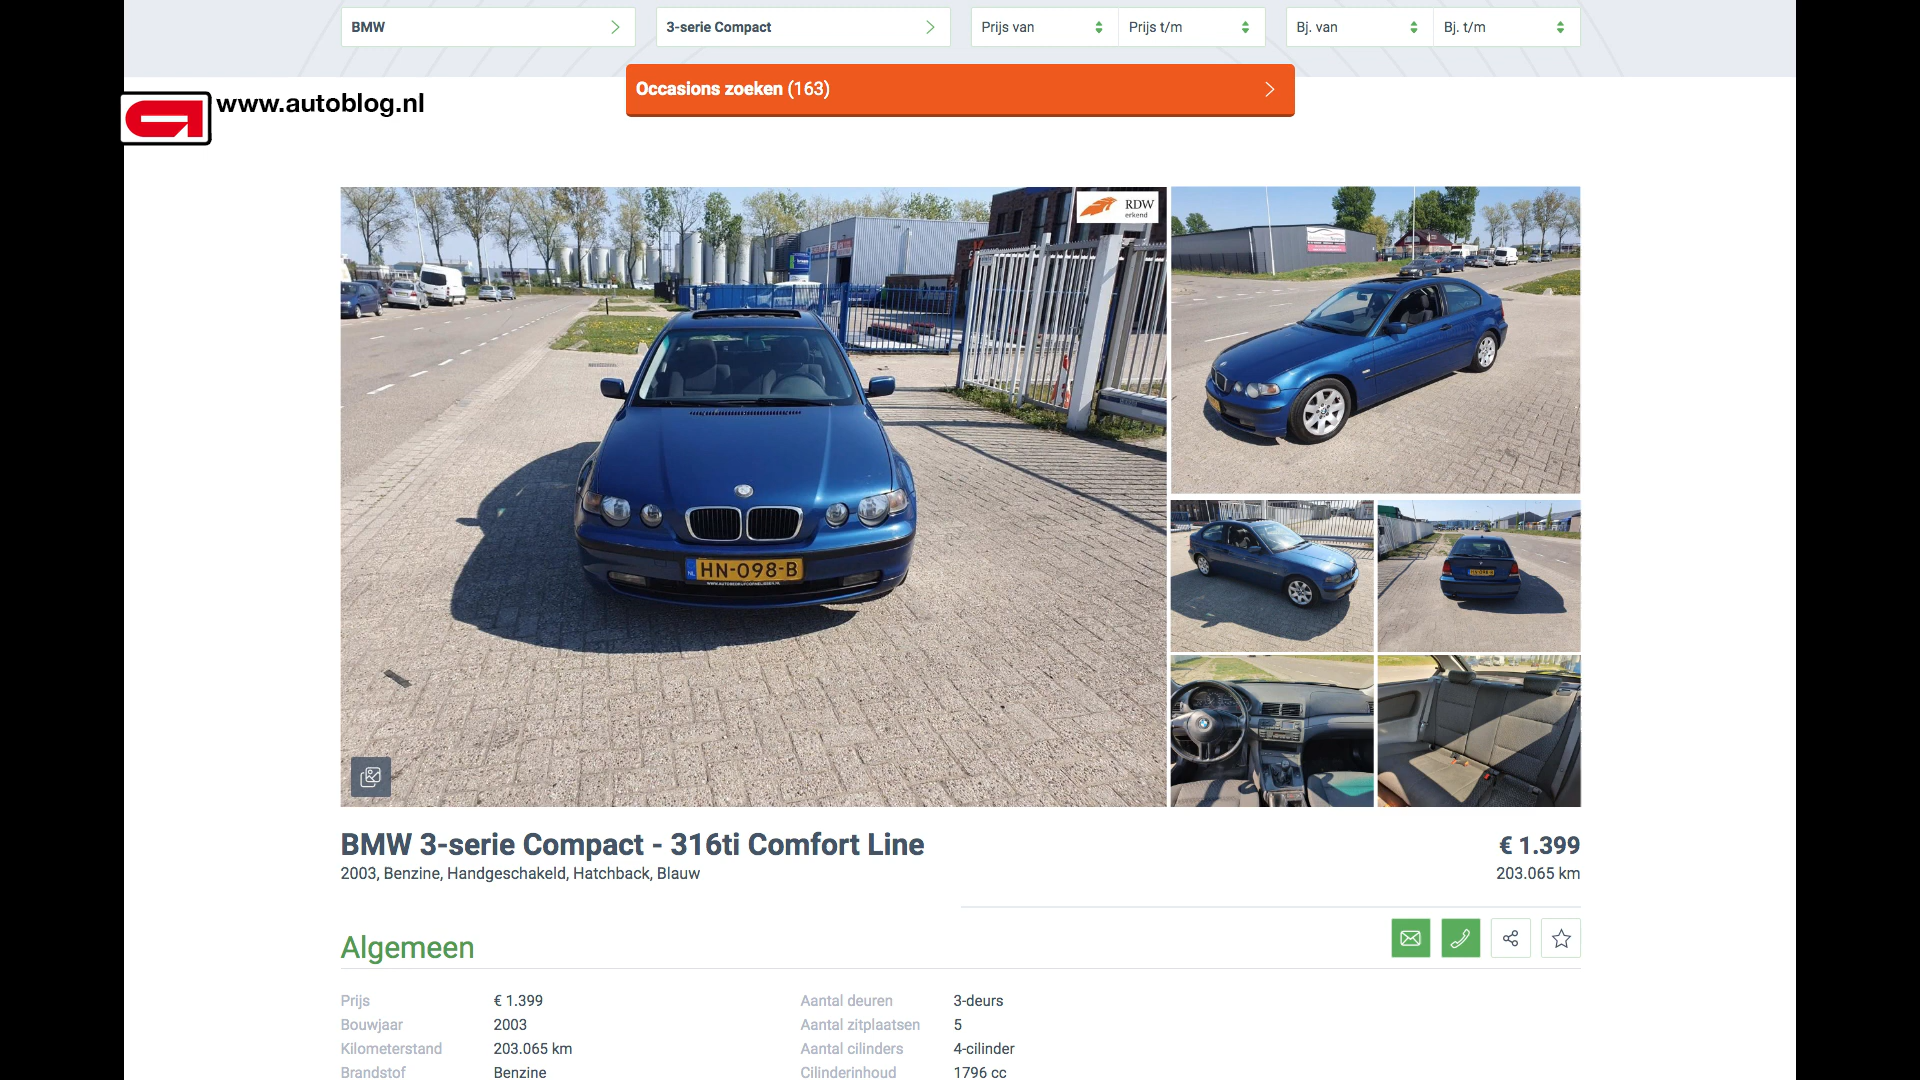 BMW
3-serie Compact
Prijs van
Prijs t/m
Bj. van
Bj. t/m
Occasions zoeken (163)
www.autoblog.nl
RDW
erkend
NL HN-098-B
BMW 3-serie Compact - 316ti Comfort Line
€ 1.399
2003, Benzine, Handgeschakeld, Hatchback, Blauw
203.065 km
Algemeen
Prijs € 1.399
Aantal deuren 3-deurs
Bouwjaar 2003
Aantal zitplaatsen 5
Kilometerstand 203.065 km
Aantal cilinders 4-cilinder
Brandstof Benzine
Cilinderinhoud 1796 cc